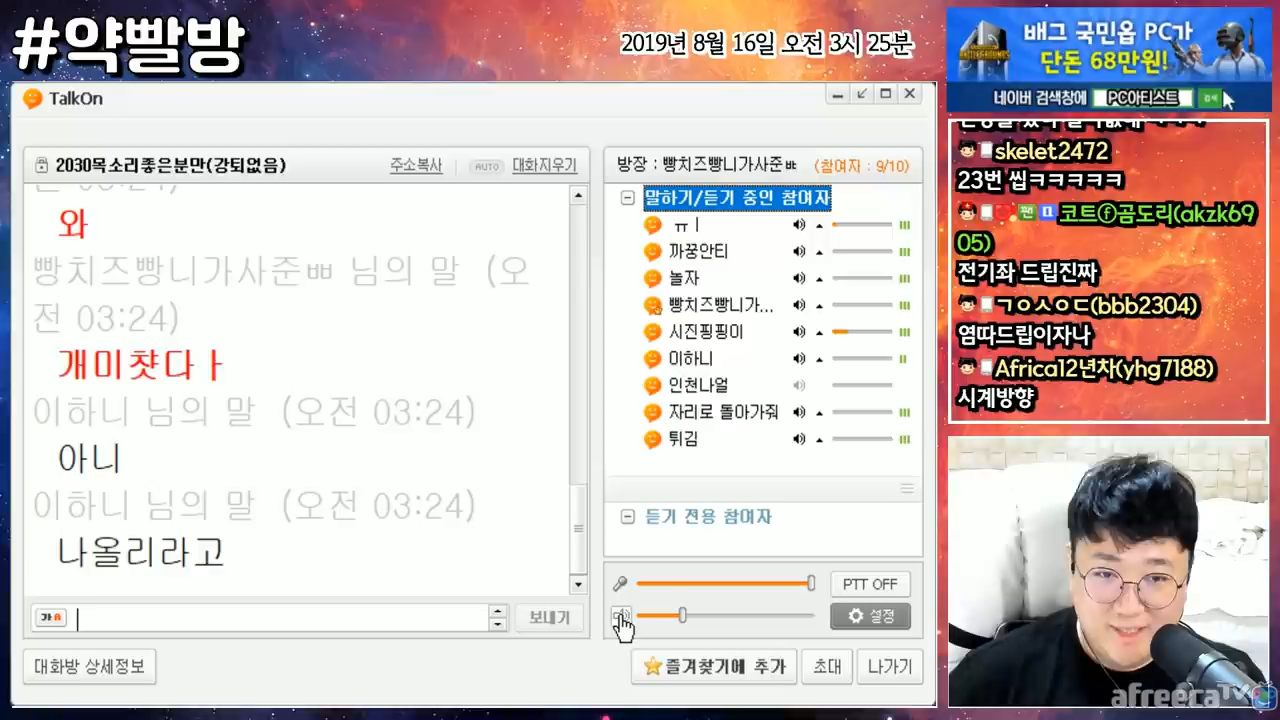 #약빨방
2019년 8월 16일 오전 3시 25분
배그 국민옵 PC가
단돈 68만원!
네이버 검색창에 PC아티스트 검색
TalkOn
2030목소리좋은분만(강퇴없음) 주소복사 AUTO 대화지우기
와
빵치즈빵니가사준ㅃ 님의 말 (오
전 03:24)
개미챳다ㅏ
이하니 님의 말 (오전 03:24)
아니
이하니 님의 말 (오전 03:24)
나올리라고
가 보내기
대화방 상세정보
방장 : 빵치즈빵니가사준ㅃ (참여자 : 9/10)
말하기/듣기 중인 참여자
ㅠㅣ
까꿍안티
놀자
빵치즈빵니가...
시진핑핑이
이하니
인천나얼
자리로 돌아가줘
튀김
듣기 전용 참여자
PTT OFF
설정
즐겨찾기에 추가 초대 나가기
skelet2472
23번 씹ㅋㅋㅋㅋㅋ
팬 코트ⓕ곰도리(akzk69
05)
전기좌 드립진짜
ㄱㅇㅅㅇㄷ(bbb2304)
염따드립이자나
Africa12년차(yhg7188)
시계방향
afreecaTV